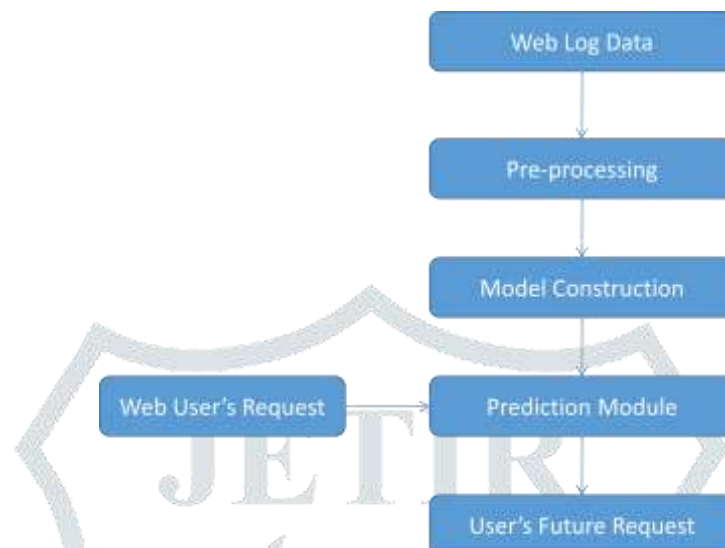 Web Log Data
Pre-processing
Model Construction
Web User's Request
Prediction Module
JETIR
User's Future Request